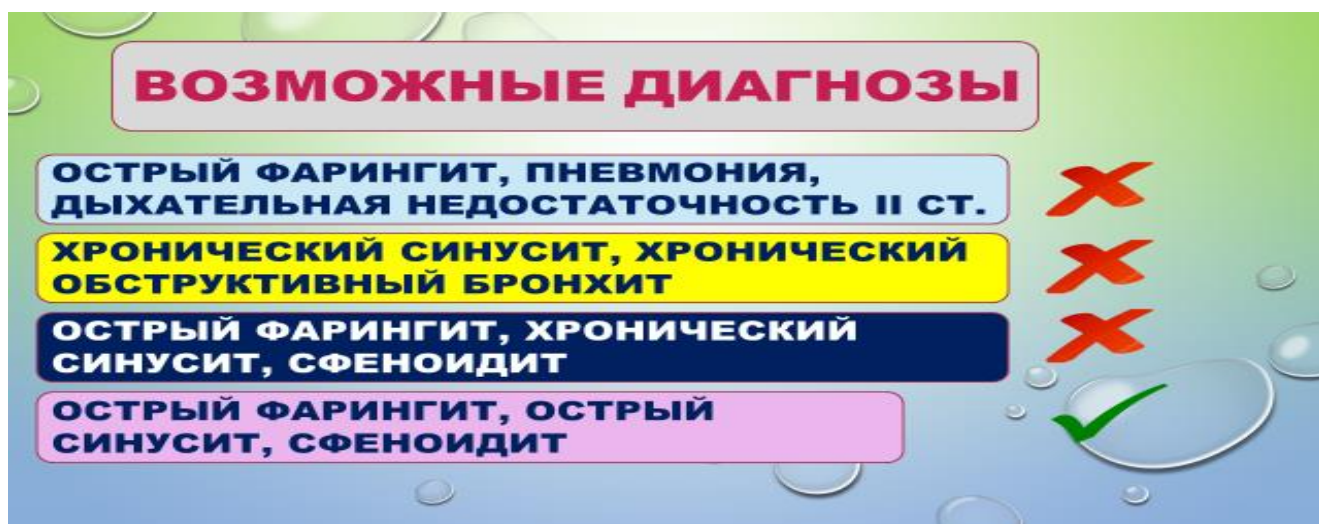 ВОЗМОЖНЫЕ ДИАГНОЗЫ
ОСТРЫЙ ФАРИНГИТ, ПНЕВМОНИЯ,
ДЫХАТЕЛЬНАЯ НЕДОСТАТОЧНОСТЬ II СТ.
ХРОНИЧЕСКИЙ СИНУСИТ, ХРОНИЧЕСКИЙ
ОБСТРУКТИВНЫЙ БРОНХИТ
ОСТРЫЙ ФАРИНГИТ, ХРОНИЧЕСКИЙ
СИНУСИТ, СФЕНОИДИТ
ОСТРЫЙ ФАРИНГИТ, ОСТРЫЙ
СИНУСИТ, СФЕНОИДИТ